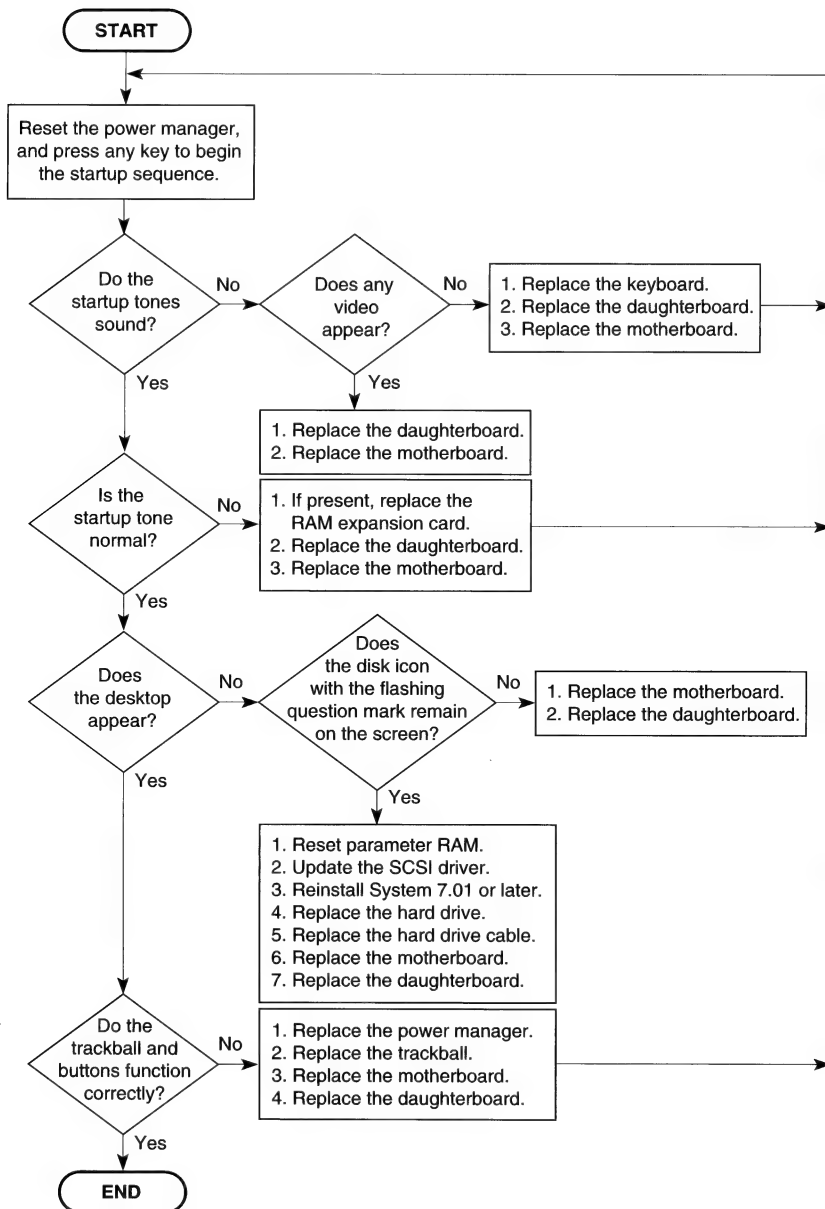 START
Reset the power manager,
and press any key to begin
the startup sequence.
Do the
startup tones
sound?
No
Does any
video
appear?
No
1. Replace the keyboard.
2. Replace the daughterboard.
3. Replace the motherboard.
Yes
Yes
1. Replace the daughterboard.
2. Replace the motherboard.
Is the
startup tone
normal?
No
1. If present, replace the
RAM expansion card.
2. Replace the daughterboard.
3. Replace the motherboard.
Yes
Does
the desktop
appear?
No
Does
the disk icon
with the flashing
question mark remain
on the screen?
No
1. Replace the motherboard.
2. Replace the daughterboard.
Yes
Yes
1. Reset parameter RAM.
2. Update the SCSI driver.
3. Reinstall System 7.01 or later.
4. Replace the hard drive.
5. Replace the hard drive cable.
6. Replace the motherboard.
7. Replace the daughterboard.
Do the
trackball and
buttons function
correctly?
No
1. Replace the power manager.
2. Replace the trackball.
3. Replace the motherboard.
4. Replace the daughterboard.
Yes
END